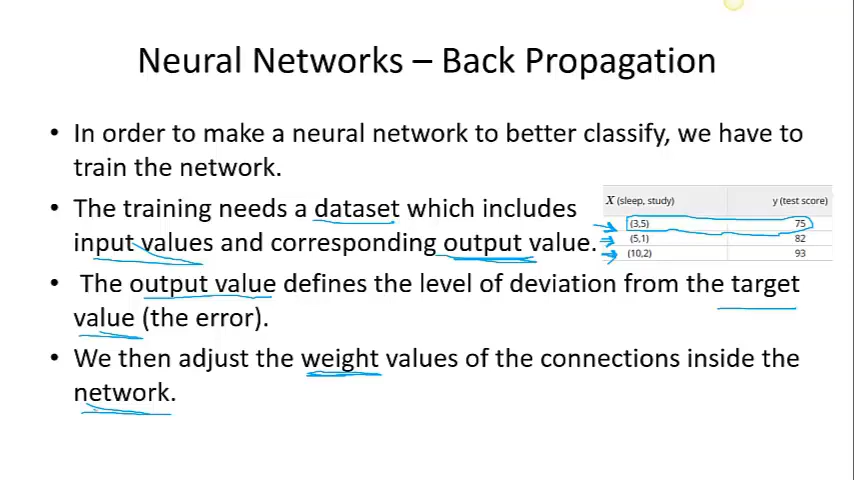 Neural Networks – Back Propagation
• In order to make a neural network to better classify, we have to
train the network.
• The training needs a dataset which includes
input values and corresponding output value.
X (sleep, study) y (test score)
(3,5) 75
(5,1) 82
(10,2) 93
• The output value defines the level of deviation from the target
value (the error).
• We then adjust the weight values of the connections inside the
network.